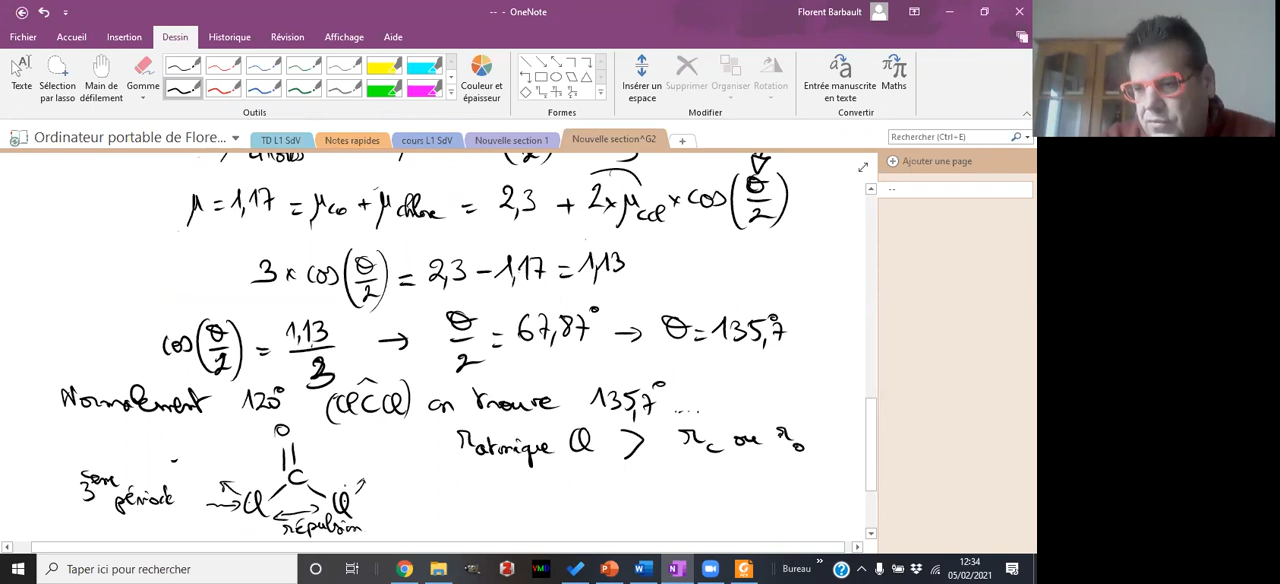 -- - OneNote
Florent Barbault
Fichier Accueil Insertion Dessin Historique Révision Affichage Aide
Texte Sélection par lasso Main de défilement Gomme Couleur et épaisseur Insérer un espace Supprimer Organiser Rotation Entrée manuscrite en texte Maths
Outils Formes Modifier Convertir
Ordinateur portable de Flore... TD L1 SdV Notes rapides cours L1 SdV Nouvelle section 1 Nouvelle section^G2 Rechercher (Ctrl+E)
Ajouter une page
--
μ = 1,17 = μco + μchlore = 2,3 + 2×μccl × cos(θ/2)
3 × cos(θ/2) = 2,3 - 1,17 = 1,13
cos(θ/2) = 1,13/3 → θ/2 = 67,87° → θ = 135,7°
Normalement 120° (ClĈCl) on trouve 135,7° ....
ratomique Cl > rC ou rO
O
C
3ème période → Cl Cl
répulsion
Taper ici pour rechercher
VMD
Bureau
12:34
05/02/2021